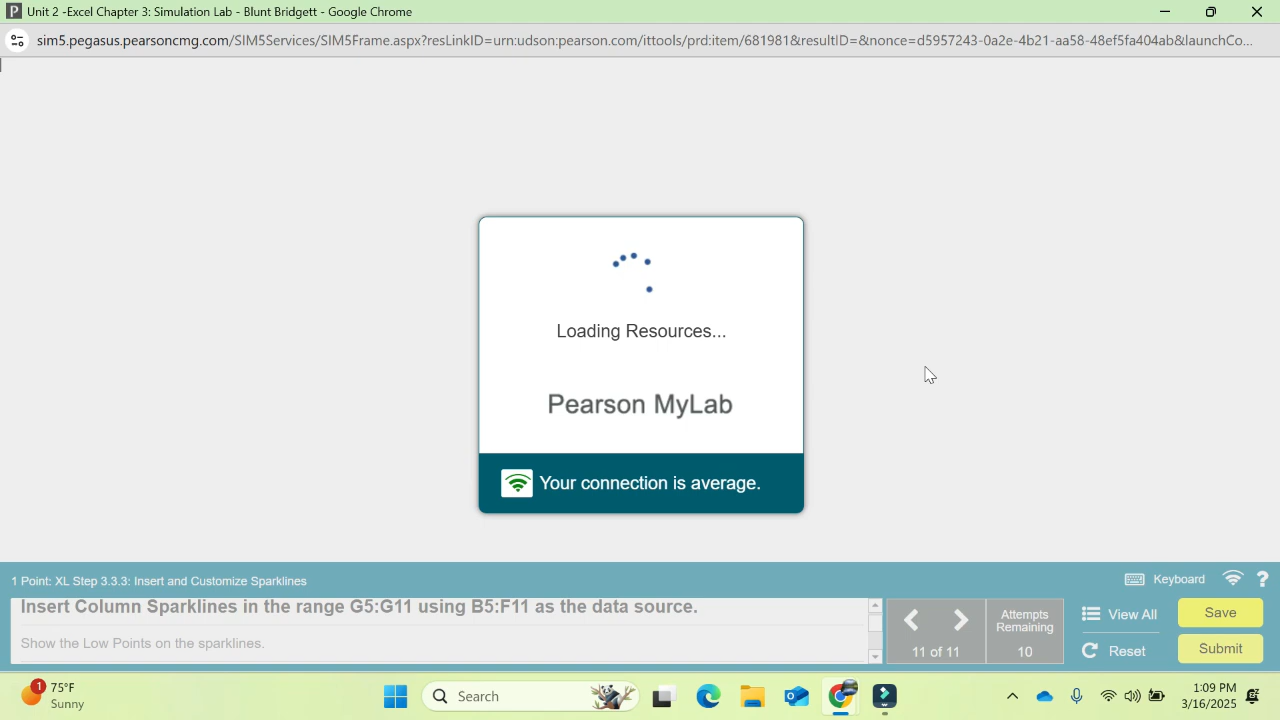 Unit 2 -Excel Chapter 3: Simulation Lab - Blunt Bridgett - Google Chrome
sim5.pegasus.pearsoncmg.com/SIM5Services/SIM5Frame.aspx?resLinkID=urn:udson:pearson.com/ittools/prd:item/681981&resultID=&nonce=d5957243-0a2e-4b21-aa58-48ef5fa404ab&launchCo...
Loading Resources...
Pearson MyLab
Your connection is average.
1 Point: XL Step 3.3.3: Insert and Customize Sparklines
Keyboard
?
Insert Column Sparklines in the range G5:G11 using B5:F11 as the data source.
Show the Low Points on the sparklines.
11 of 11
Attempts
Remaining
10
View All
Reset
Save
Submit
1
75°F
Sunny
Search
1:09 PM
3/16/2025